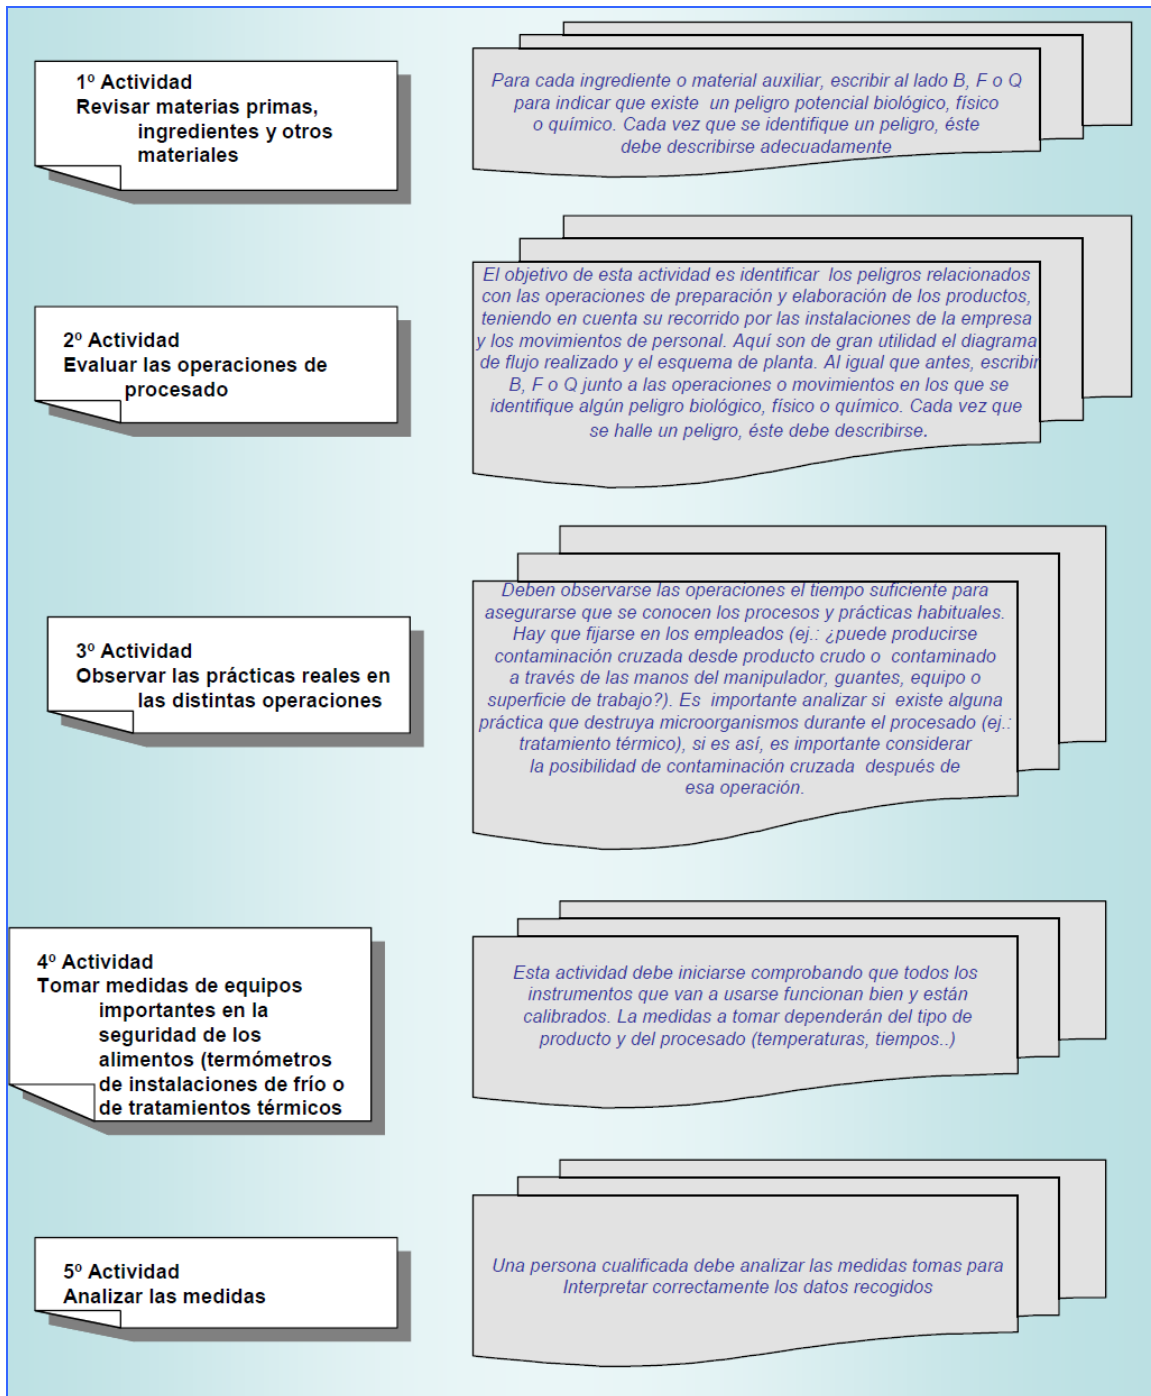 1º Actividad
Revisar materias primas,
ingredientes y otros
materiales
Para cada ingrediente o material auxiliar, escribir al lado B, F o Q
para indicar que existe un peligro potencial biológico, físico
o químico. Cada vez que se identifique un peligro, éste
debe describirse adecuadamente
2º Actividad
Evaluar las operaciones de
procesado
El objetivo de esta actividad es identificar los peligros relacionados
con las operaciones de preparación y elaboración de los productos,
teniendo en cuenta su recorrido por las instalaciones de la empresa
y los movimientos de personal. Aquí son de gran utilidad el diagrama
de flujo realizado y el esquema de planta. Al igual que antes, escribir
B, F o Q junto a las operaciones o movimientos en los que se
identifique algún peligro biológico, físico o químico. Cada vez que
se halle un peligro, éste debe describirse.
3º Actividad
Observar las prácticas reales en
las distintas operaciones
Deben observarse las operaciones el tiempo suficiente para
asegurarse que se conocen los procesos y prácticas habituales.
Hay que fijarse en los empleados (ej.: ¿puede producirse
contaminación cruzada desde producto crudo o contaminado
a través de las manos del manipulador, guantes, equipo o
superficie de trabajo?). Es importante analizar si existe alguna
práctica que destruya microorganismos durante el procesado (ej.:
tratamiento térmico), si es así, es importante considerar
la posibilidad de contaminación cruzada después de
esa operación.
4º Actividad
Tomar medidas de equipos
importantes en la
seguridad de los
alimentos (termómetros
de instalaciones de frío o
de tratamientos térmicos
Esta actividad debe iniciarse comprobando que todos los
instrumentos que van a usarse funcionan bien y están
calibrados. La medidas a tomar dependerán del tipo de
producto y del procesado (temperaturas, tiempos..)
5º Actividad
Analizar las medidas
Una persona cualificada debe analizar las medidas tomas para
Interpretar correctamente los datos recogidos